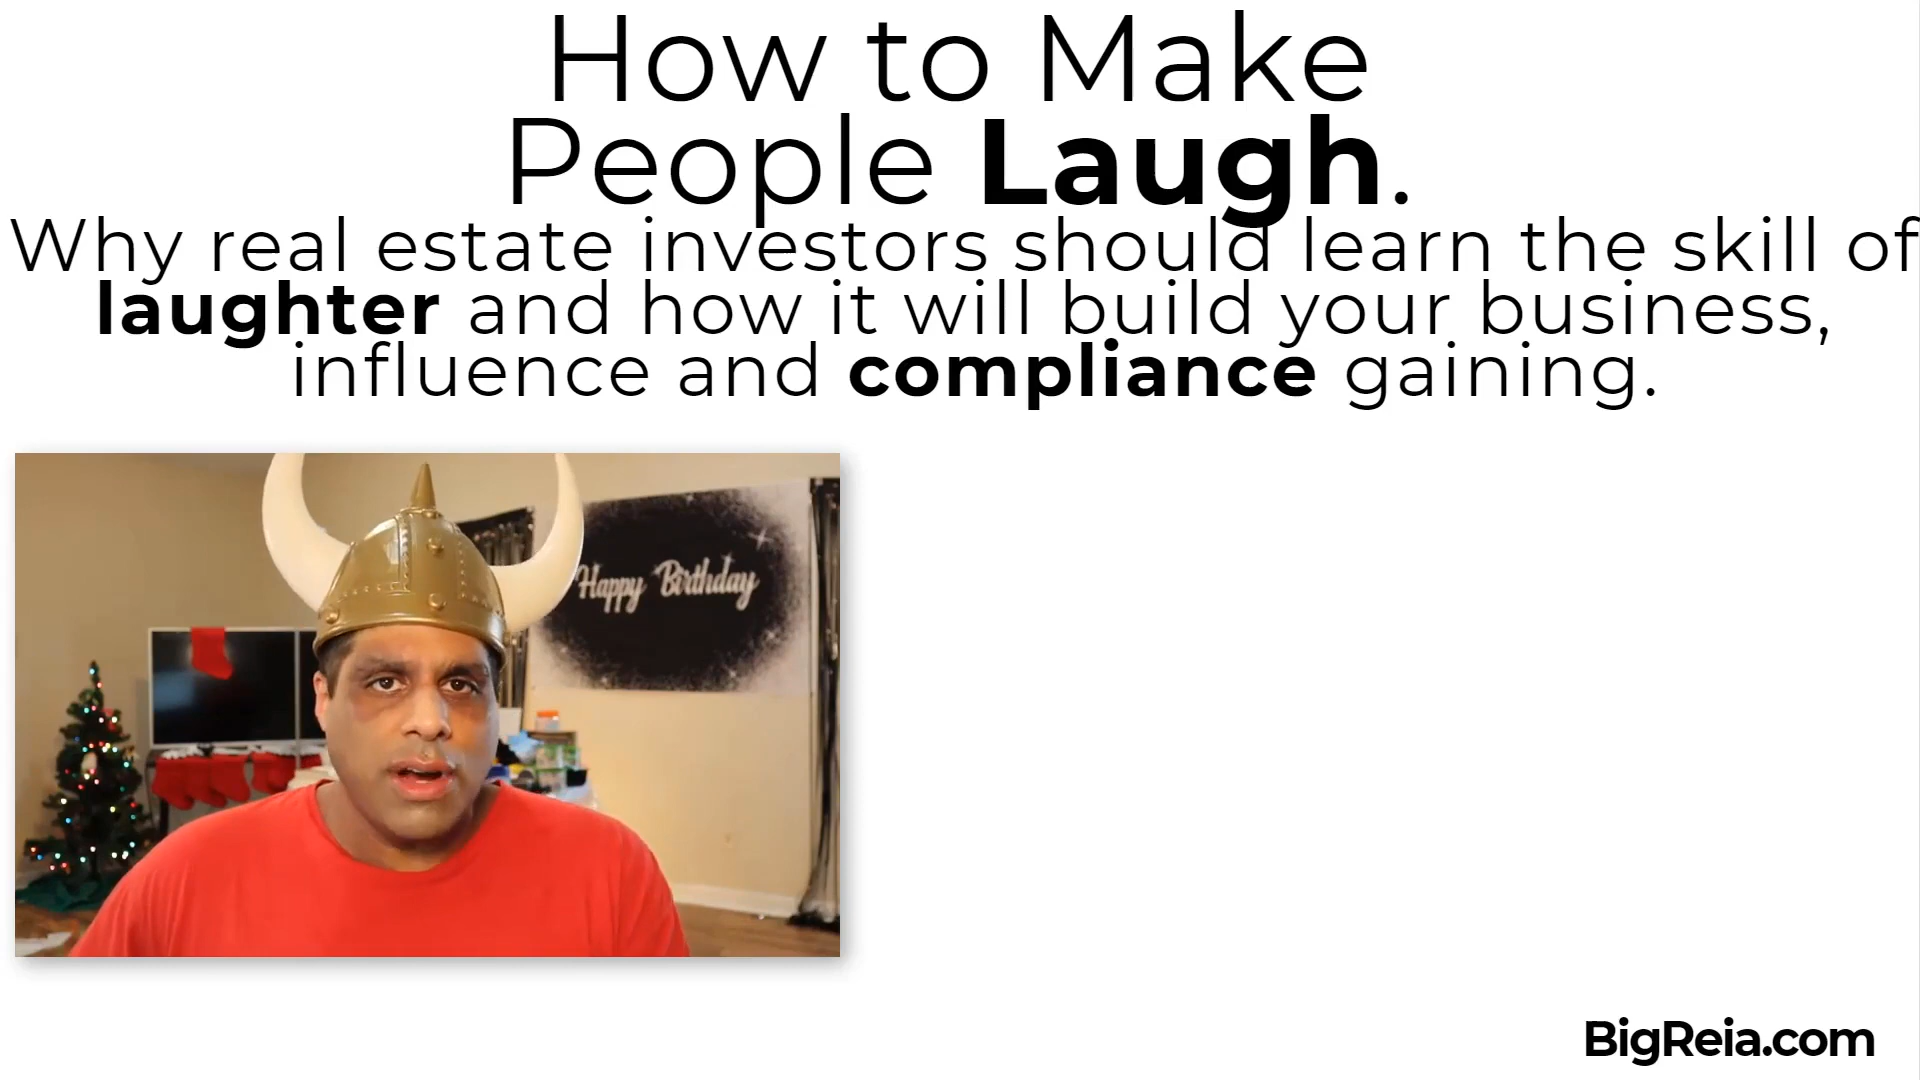 How to Make
People Laugh.
Why real estate investors should learn the skill of
laughter and how it will build your business,
influence and compliance gaining.
Happy Birthday
BigReia.com